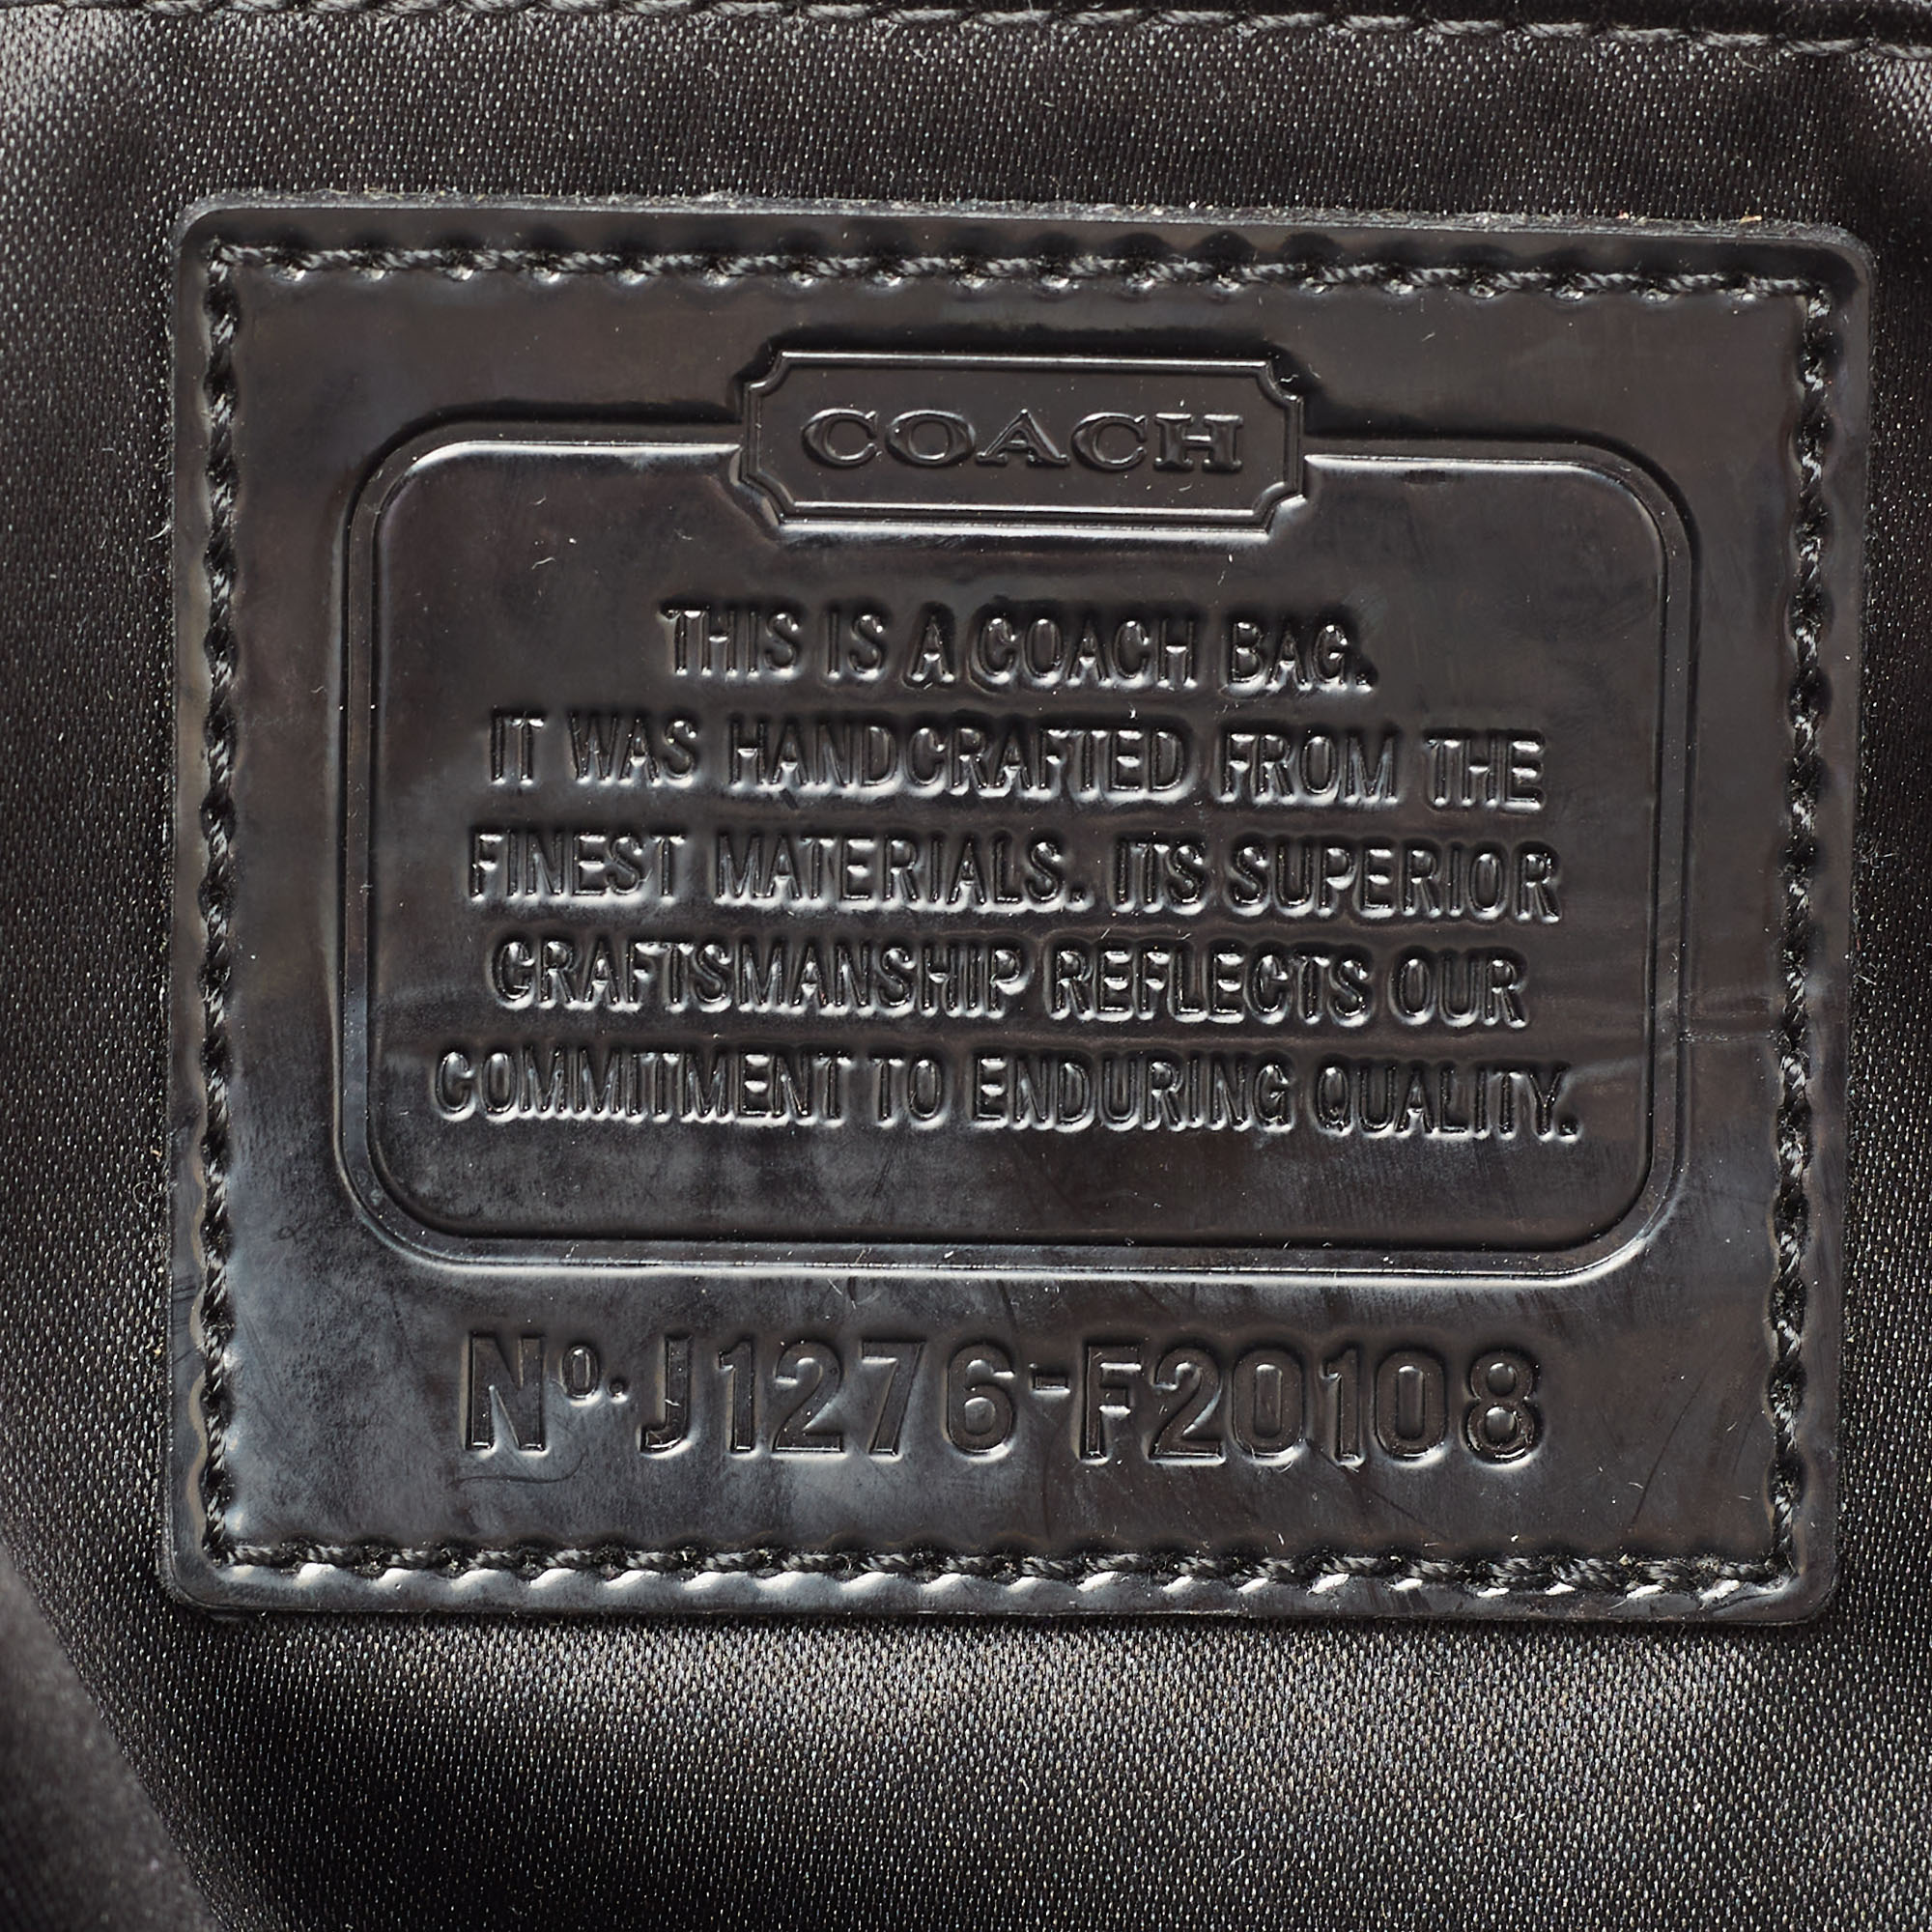 COACH
THIS IS A COACH BAG.
IT WAS HANDCRAFTED FROM THE
FINEST MATERIALS. ITS SUPERIOR
CRAFTSMANSHIP REFLECTS OUR
COMMITMENT TO ENDURING QUALITY.
No. J1276-F20108